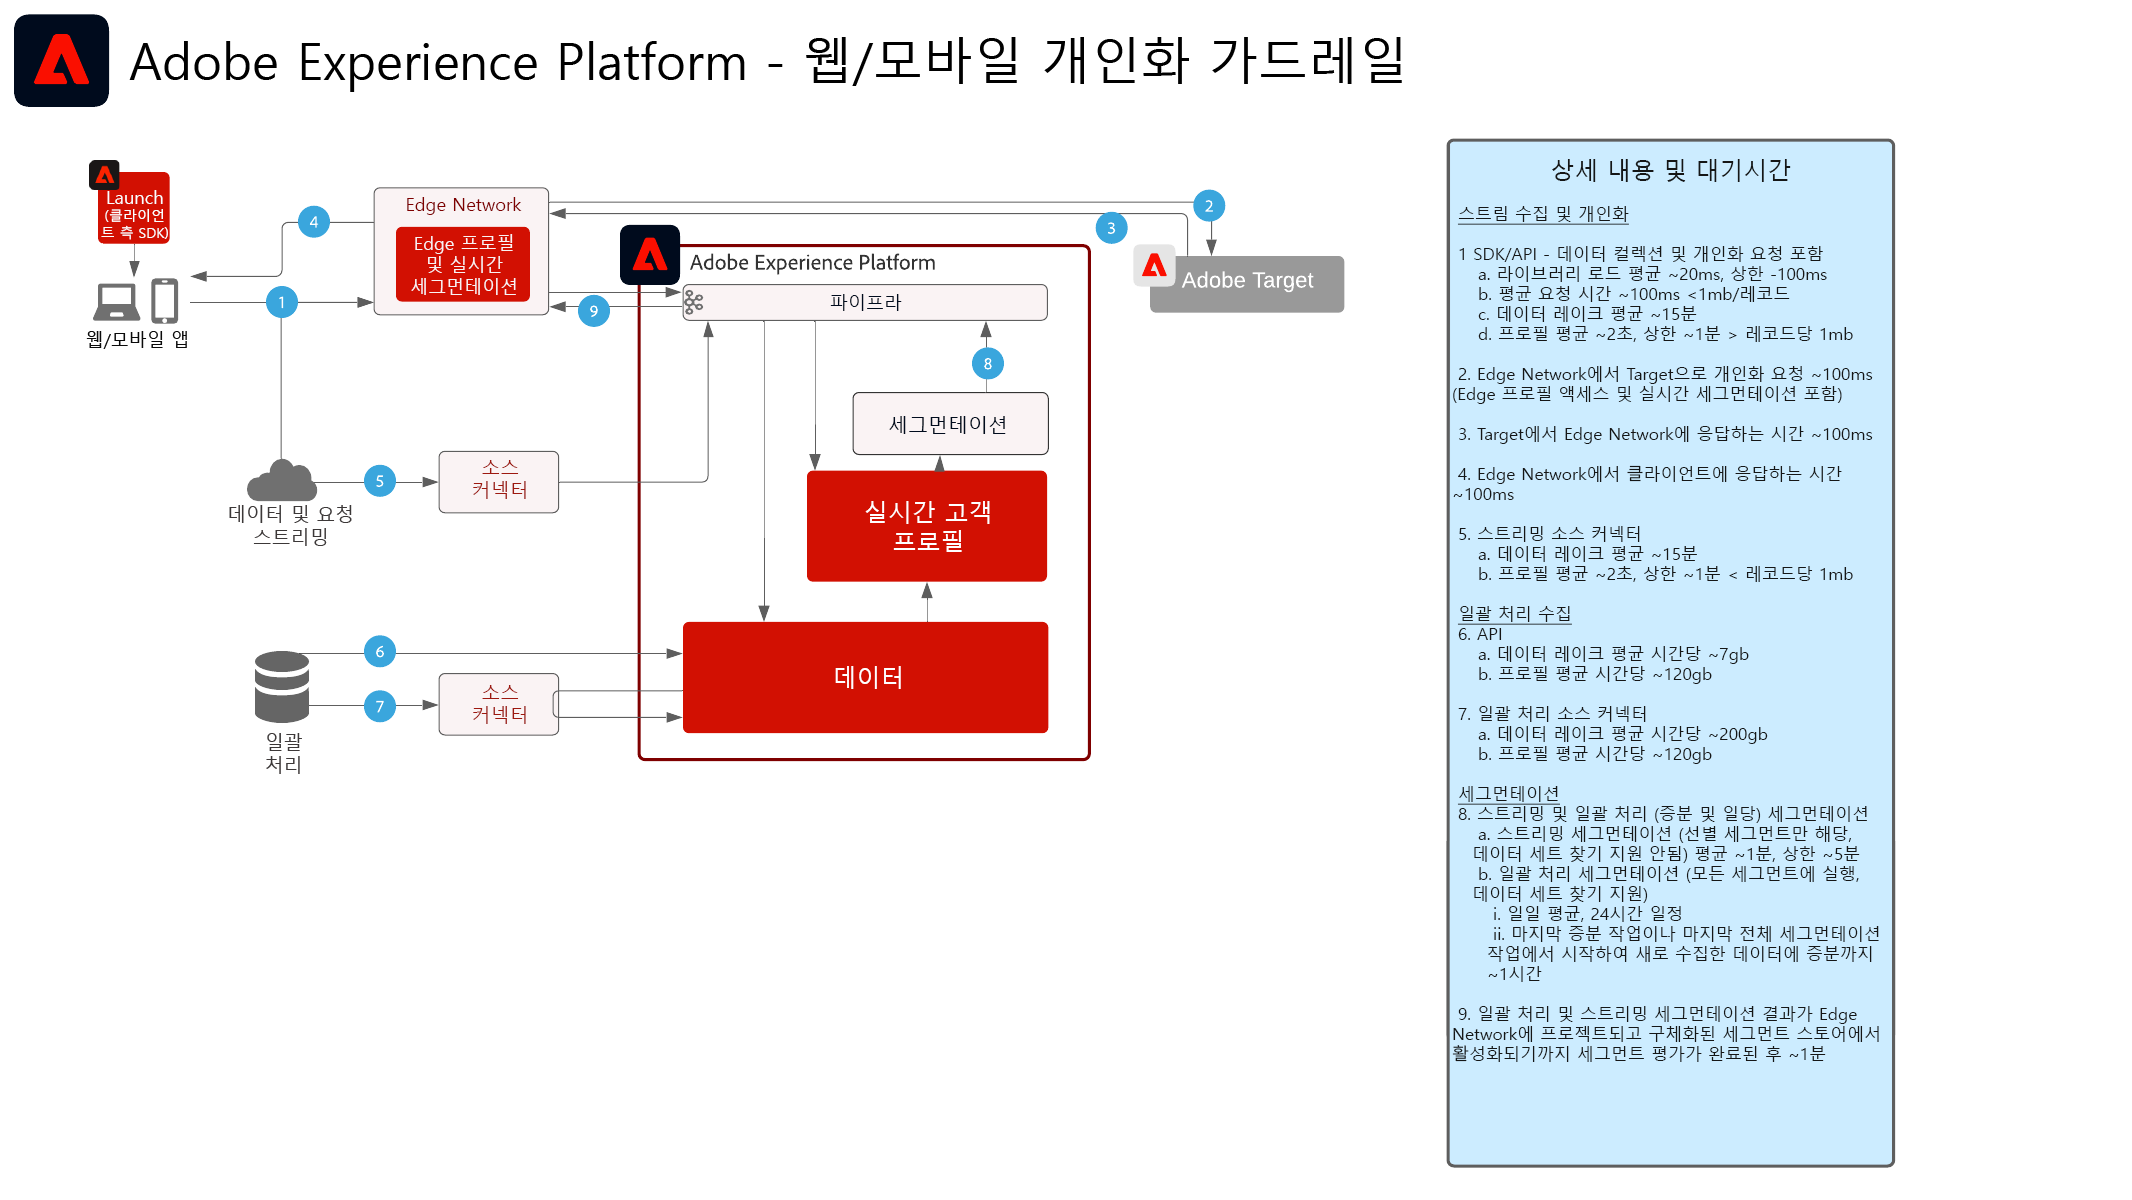 Adobe Experience Platform - 웹/모바일 개인화 가드레일
Launch
(클라이언
트 측 SDK)
웹/모바일 앱
4
1
Edge Network
Edge 프로필
및 실시간
세그먼테이션
2
3
Adobe Target
Adobe Experience Platform
파이프라
9
8
세그먼테이션
실시간 고객
프로필
데이터
5
소스
커넥터
데이터 및 요청
스트리밍
6
7
소스
커넥터
일괄
처리
상세 내용 및 대기시간
스트림 수집 및 개인화
1 SDK/API - 데이터 컬렉션 및 개인화 요청 포함
a. 라이브러리 로드 평균 ~20ms, 상한 -100ms
b. 평균 요청 시간 ~100ms <1mb/레코드
c. 데이터 레이크 평균 ~15분
d. 프로필 평균 ~2초, 상한 ~1분 > 레코드당 1mb
2. Edge Network에서 Target으로 개인화 요청 ~100ms
(Edge 프로필 액세스 및 실시간 세그먼테이션 포함)
3. Target에서 Edge Network에 응답하는 시간 ~100ms
4. Edge Network에서 클라이언트에 응답하는 시간
~100ms
5. 스트리밍 소스 커넥터
a. 데이터 레이크 평균 ~15분
b. 프로필 평균 ~2초, 상한 ~1분 < 레코드당 1mb
일괄 처리 수집
6. API
a. 데이터 레이크 평균 시간당 ~7gb
b. 프로필 평균 시간당 ~120gb
7. 일괄 처리 소스 커넥터
a. 데이터 레이크 평균 시간당 ~200gb
b. 프로필 평균 시간당 ~120gb
세그먼테이션
8. 스트리밍 및 일괄 처리 (증분 및 일당) 세그먼테이션
a. 스트리밍 세그먼테이션 (선별 세그먼트만 해당,
데이터 세트 찾기 지원 안됨) 평균 ~1분, 상한 ~5분
b. 일괄 처리 세그먼테이션 (모든 세그먼트에 실행,
데이터 세트 찾기 지원)
i. 일일 평균, 24시간 일정
ii. 마지막 증분 작업이나 마지막 전체 세그먼테이션
작업에서 시작하여 새로 수집한 데이터에 증분까지
~1시간
9. 일괄 처리 및 스트리밍 세그먼테이션 결과가 Edge
Network에 프로젝트되고 구체화된 세그먼트 스토어에서
활성화되기까지 세그먼트 평가가 완료된 후 ~1분